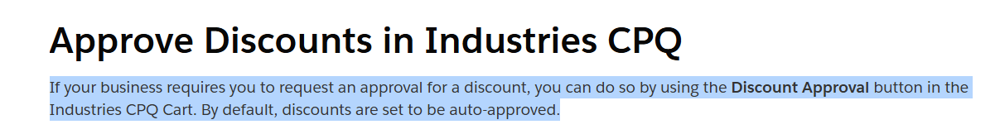 Approve Discounts in Industries CPQ
If your business requires you to request an approval for a discount, you can do so by using the Discount Approval button in the
Industries CPQ Cart. By default, discounts are set to be auto-approved.